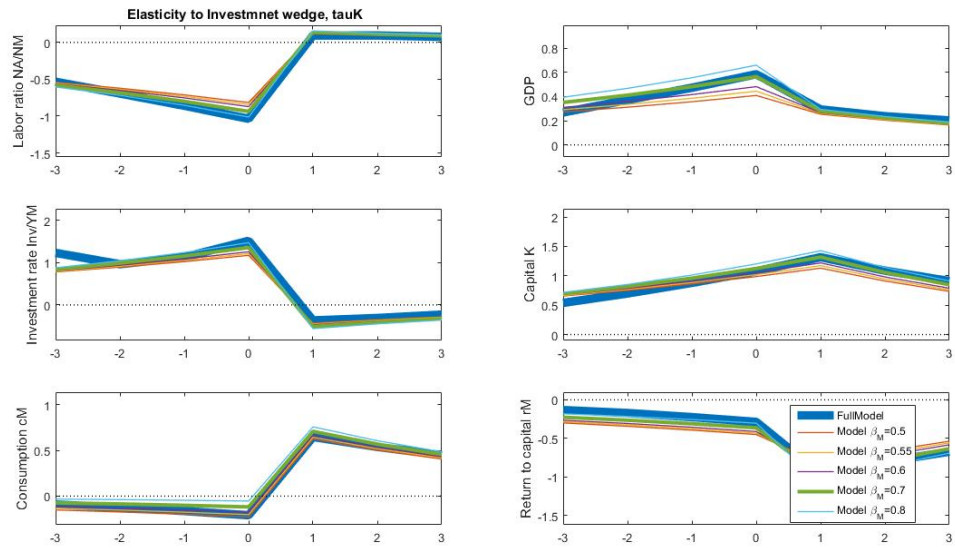 Elasticity to Investmnet wedge, tauK
Labor ratio NA/NM
0
-0.5
-1
-1.5
-3 -2 -1 0 1 2 3
GDP
0.8
0.6
0.4
0.2
0
-3 -2 -1 0 1 2 3
Investment rate Inv/YM
2
1
0
-3 -2 -1 0 1 2 3
Capital K
2
1.5
1
0.5
0
-3 -2 -1 0 1 2 3
Consumption cM
1
0.5
0
-3 -2 -1 0 1 2 3
Return to capital rM
0
-0.5
-1
-1.5
-3 -2 -1 0 1 2 3
FullModel
Model β_M=0.5
Model β_M=0.55
Model β_M=0.6
Model β_M=0.7
Model β_M=0.8